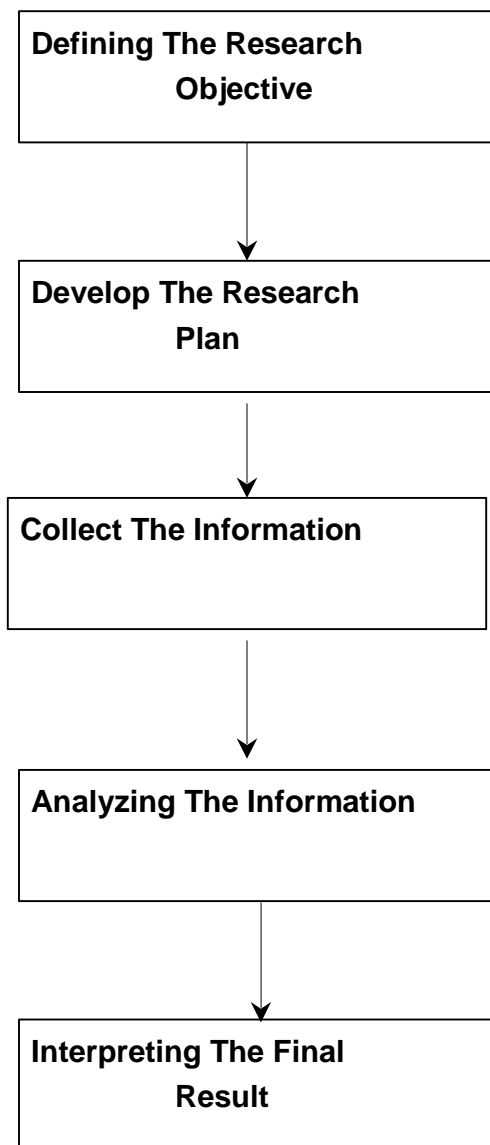 Defining The Research
Objective
Develop The Research
Plan
Collect The Information
Analyzing The Information
Interpreting The Final
Result